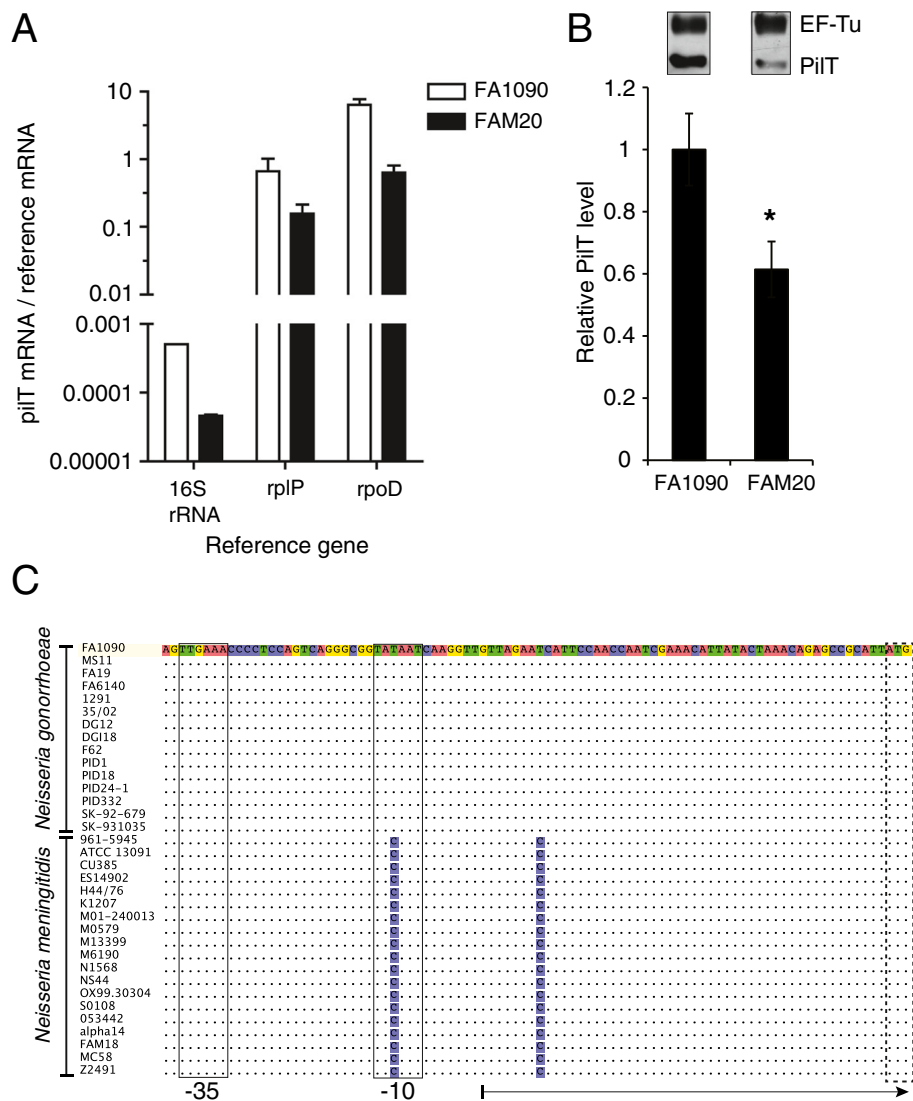 A
pilT mRNA / reference mRNA
10
1
0.1
0.01
0.001
0.0001
0.00001
FA1090
FAM20
16S rRNA
rplP
rpoD
Reference gene
B
EF-Tu
PilT
Relative PilT level
1.2
1
0.8
0.6
0.4
0.2
0
*
FA1090
FAM20
C
Neisseria gonorrhoeae
FA1090 AGTTGAAACCCCTCCAGTCAGGGCGGTATAATCAAGGTTGTTAGAATCATTCCAACCAATCGAAACATTATACTAAACAGAGCCGCATTATG
MS11
FA19
FA6140
1291
35/02
DG12
DGI18
F62
PID1
PID18
PID24-1
PID332
SK-92-679
SK-931035
Neisseria meningitidis
961-5945 C C
ATCC 13091 C C
CU385 C C
ES14902 C C
H44/76 C C
K1207 C C
M01-240013 C C
M0579 C C
M13399 C C
M6190 C C
N1568 C C
NS44 C C
OX99.30304 C C
S0108 C C
053442 C C
alpha14 C C
FAM18 C C
MC58 C C
Z2491 C C
-35
-10